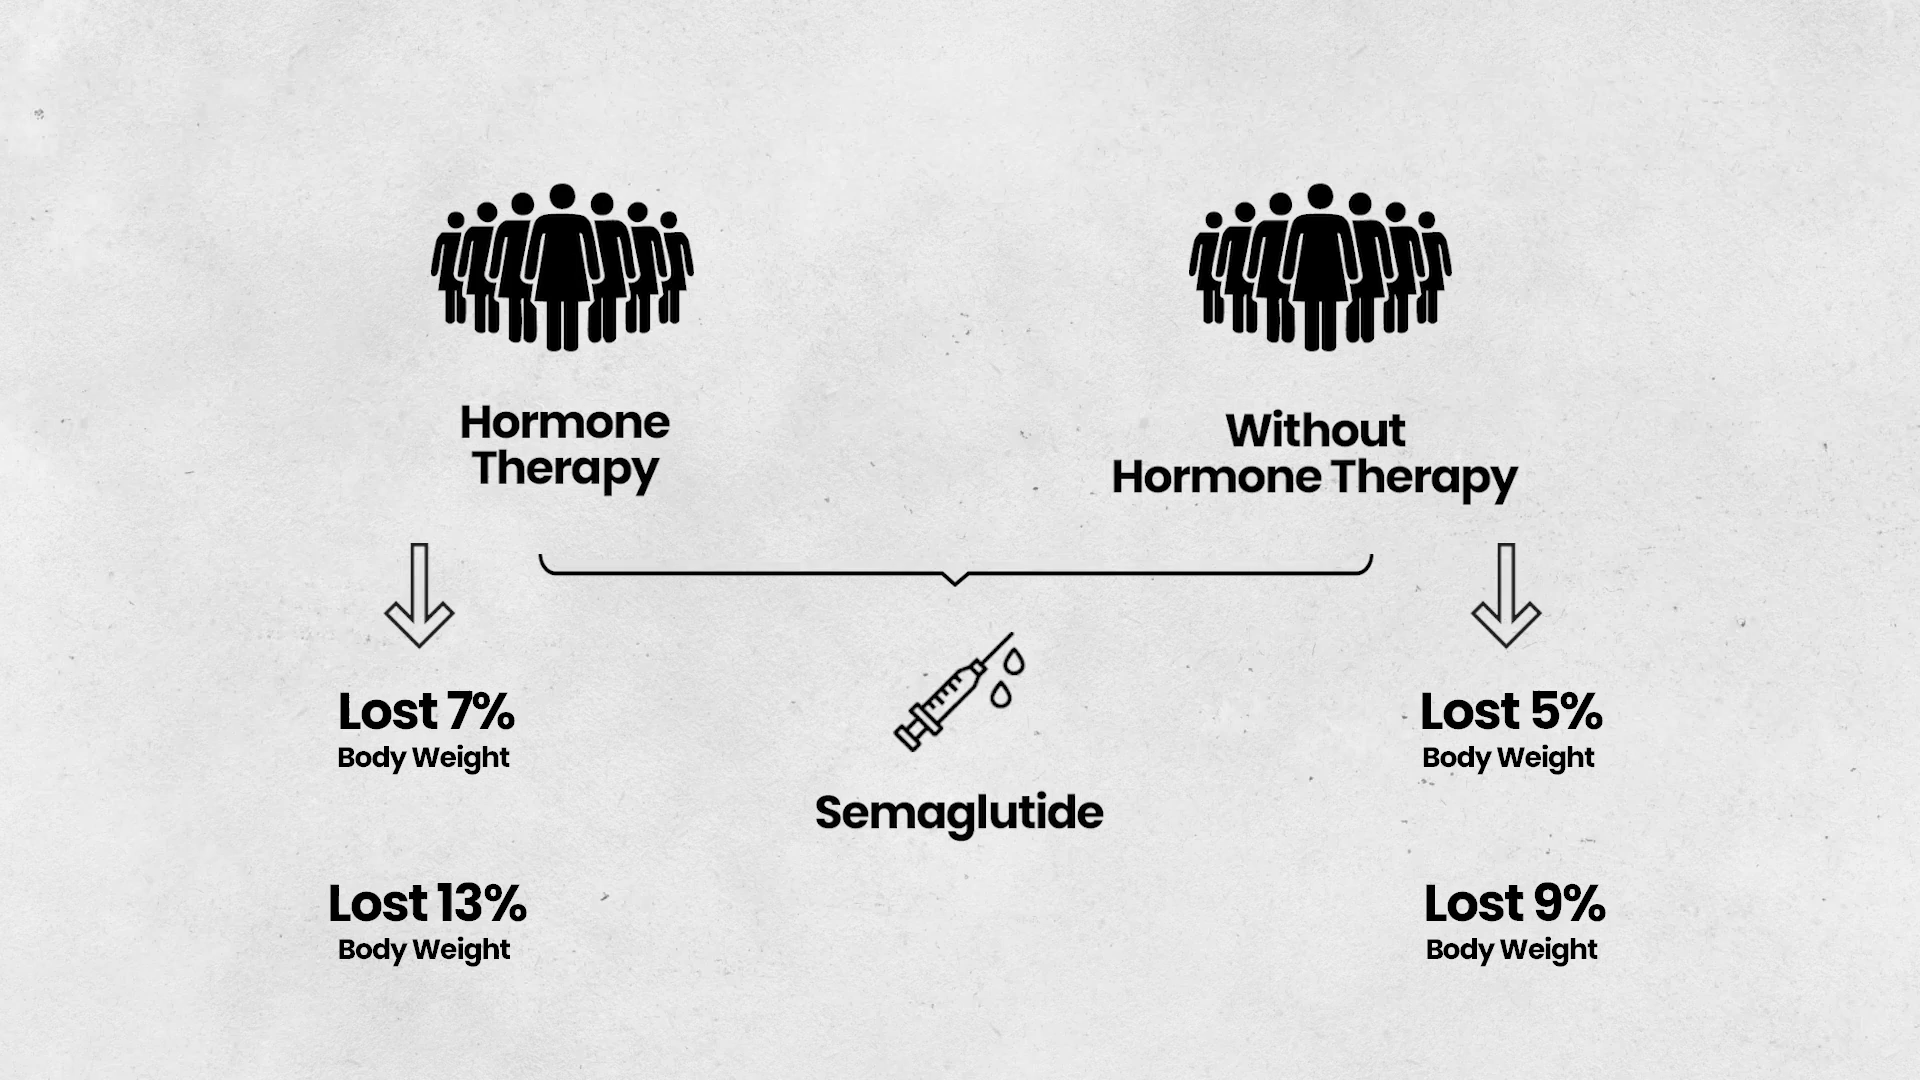 Hormone
Therapy
Without
Hormone Therapy
Lost 7%
Body Weight
Lost 5%
Body Weight
Semaglutide
Lost 13%
Body Weight
Lost 9%
Body Weight